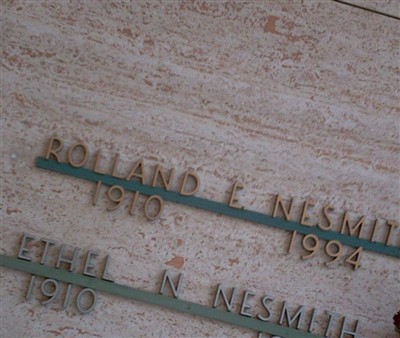 ROLLAND E NESMITH
1910 1994
ETHEL N NESMITH
1910